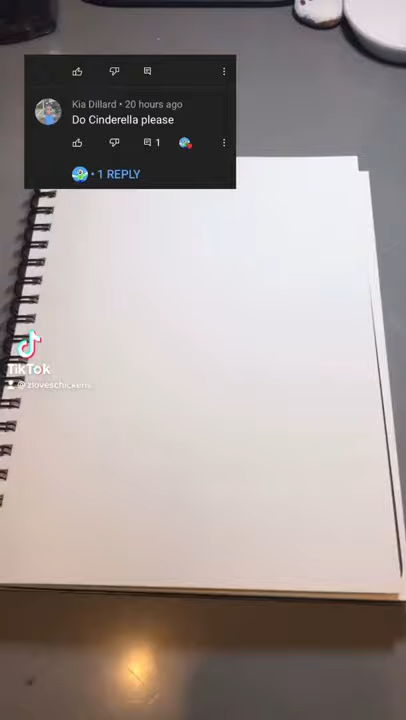 Kia Dillard • 20 hours ago
Do Cinderella please
1
• 1 REPLY
TikTok